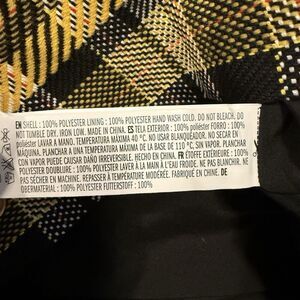 EN SHELL : 100% POLYESTER LINING : 100% POLYESTER HAND WASH COLD. DO NOT BLEACH. DO
NOT TUMBLE DRY, IRON LOW. MADE IN CHINA. ES TELA EXTERIOR : 100% poliéster FORRO : 100%
poliéster LAVAR A MANO. TEMPERATURA MÁXIMA 40 °C. NO USAR BLANQUEADOR. NO SECAR EN
MÁQUINA. PLANCHAR A UNA TEMPERATURA MÁXIMA DE LA BASE DE 110 °C, SIN VAPOR. PLANCHAR
CON VAPOR PUEDE CAUSAR DAÑO IRREVERSIBLE. HECHO EN CHINA. FR ÉTOFFE EXTÉRIEURE : 100%
POLYESTER DOUBLURE : 100% POLYESTER LAVAGE À LA MAIN À FROID. NE PAS BLANCHIR. NE
PAS SÉCHER EN MACHINE. REPASSER À TEMPÉRATURE MODÉRÉE. FABRIQUÉ EN CHINE. DE
OBERMATERIAL : 100% POLYESTER FUTTERSTOFF : 100%